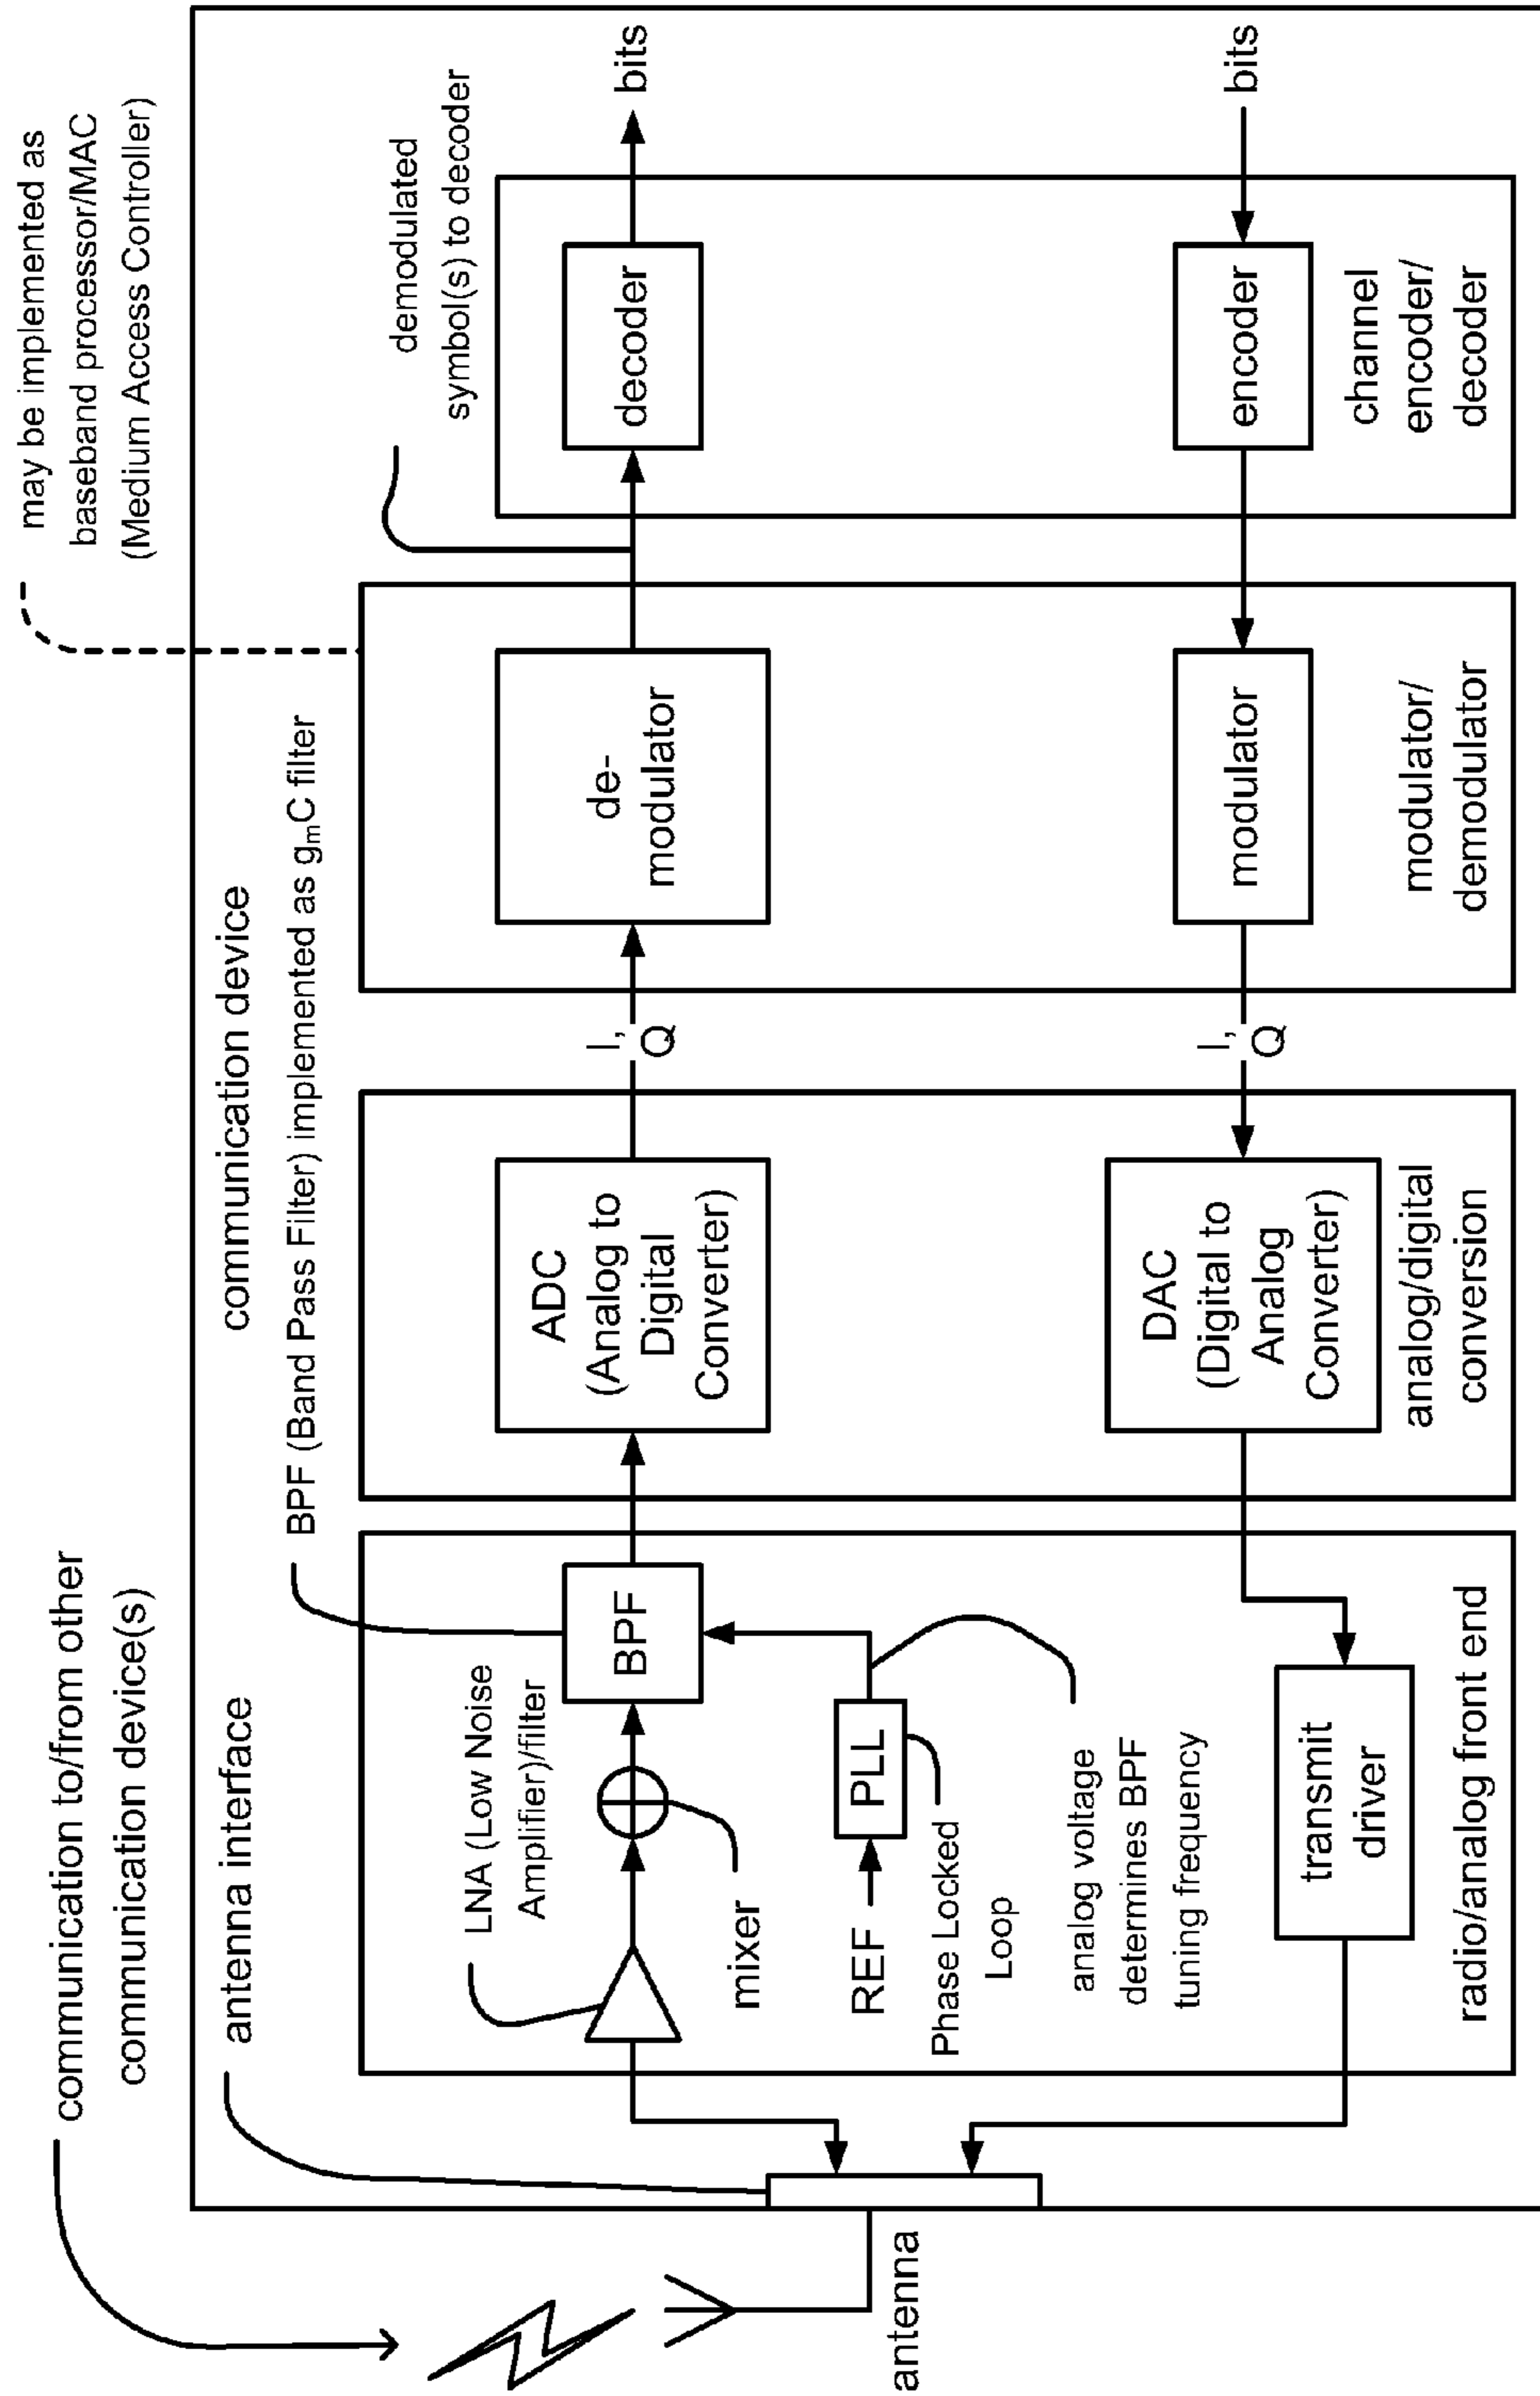 communication to/from other
communication device(s)
may be implemented as
baseband processor/MAC
(Medium Access Controller)
antenna interface
communication device
BPF (Band Pass Filter) implemented as gmC filter
demodulated
symbol(s) to decoder
LNA (Low Noise
Amplifier)/filter
BPF
ADC
(Analog to
Digital
Converter)
I,
Q
de-
modulator
decoder
bits
mixer
REF
PLL
Phase Locked
Loop
analog voltage
determines BPF
tuning frequency
antenna
transmit
driver
DAC
(Digital to
Analog
Converter)
I,
Q
modulator
encoder
bits
radio/analog front end
analog/digital
conversion
modulator/
demodulator
channel
encoder/
decoder